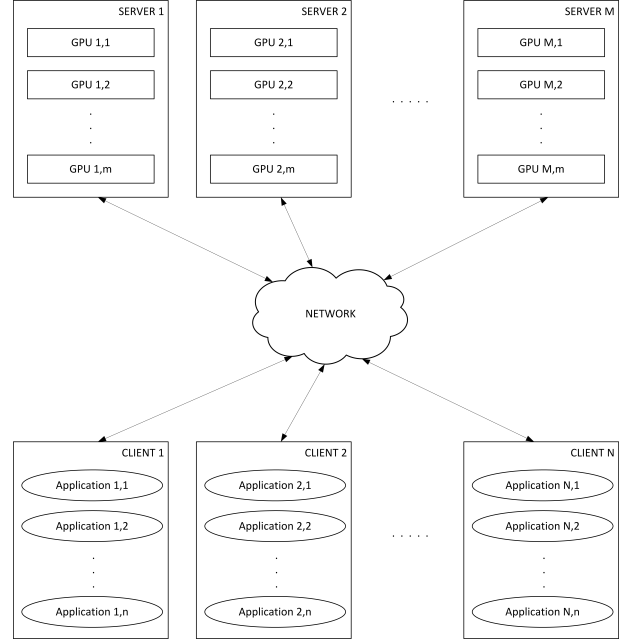 SERVER 1
GPU 1,1
GPU 1,2
.
.
.
GPU 1,m
SERVER 2
GPU 2,1
GPU 2,2
.
.
.
GPU 2,m
. . . . .
SERVER M
GPU M,1
GPU M,2
.
.
.
GPU M,m
NETWORK
CLIENT 1
Application 1,1
Application 1,2
.
.
.
Application 1,n
CLIENT 2
Application 2,1
Application 2,2
.
.
.
Application 2,n
. . . . .
CLIENT N
Application N,1
Application N,2
.
.
.
Application N,n